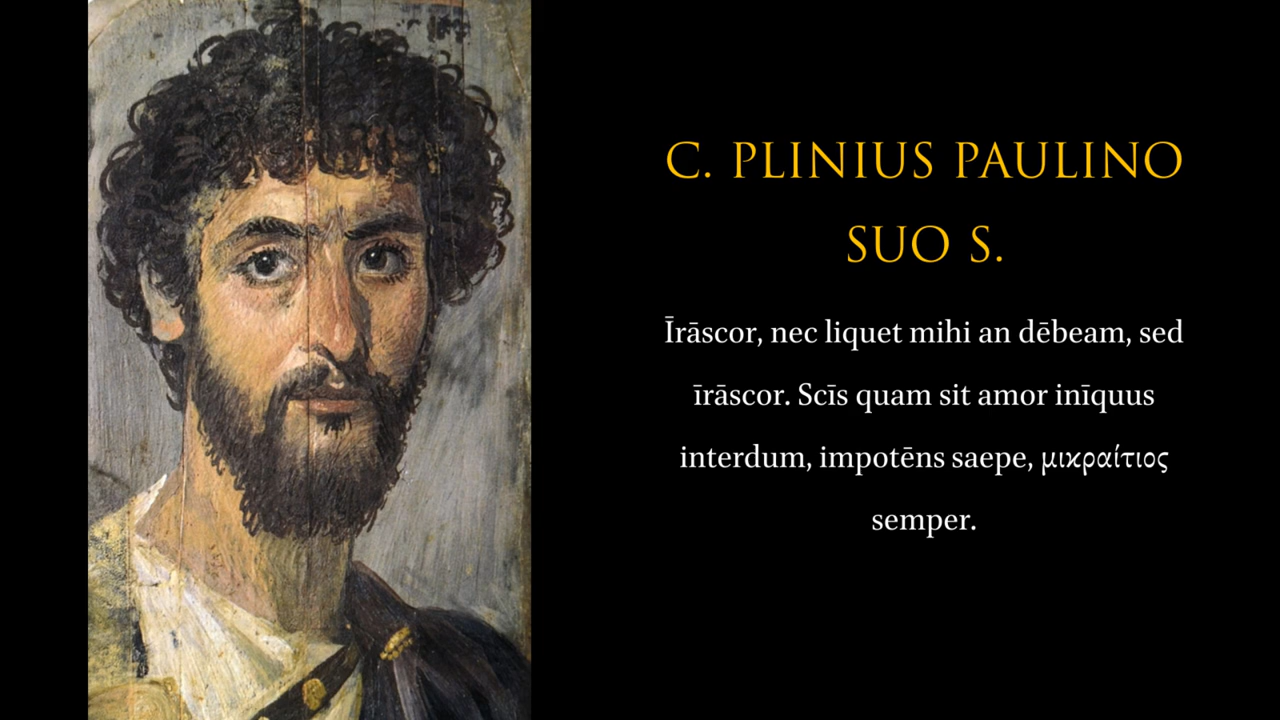 C. PLINIUS PAULINO
SUO S.
Īrāscor, nec liquet mihi an dēbeam, sed
īrāscor. Scīs quam sit amor inīquus
interdum, impotēns saepe, μικραίτιος
semper.